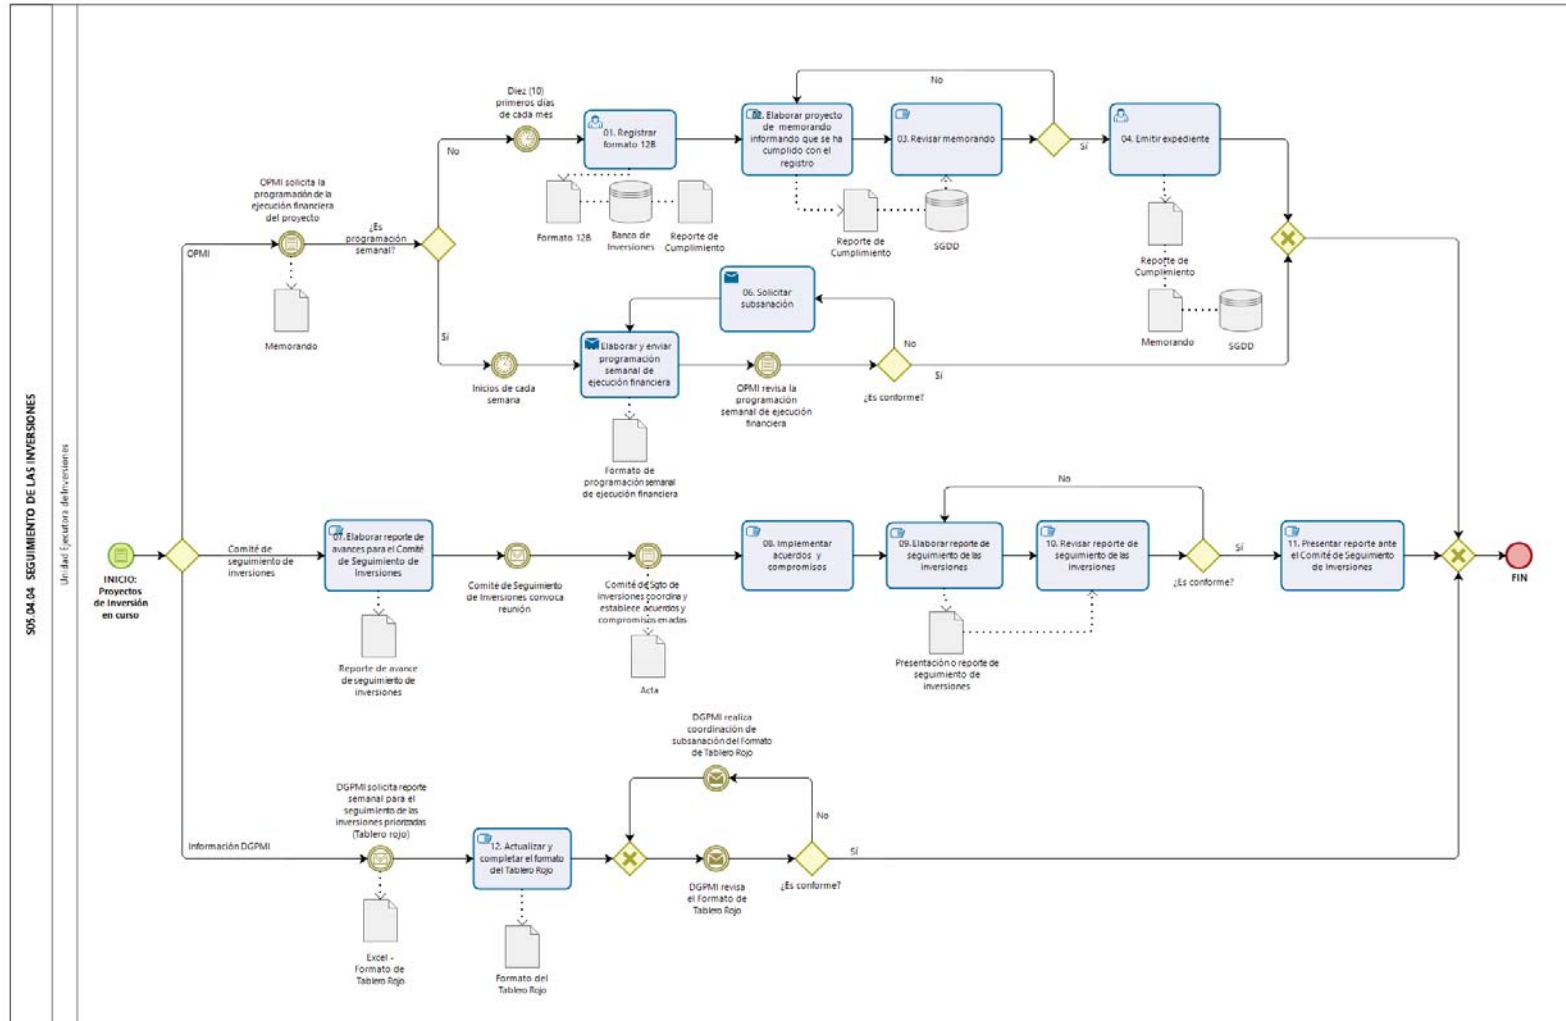 S05.04.04 SEGUIMIENTO DE LAS INVERSIONES
Unidad Ejecutora de Inversiones
INICIO:
Proyectos
de Inversión
en curso
OPMI
OPMI solicita la
programación de la
ejecución financiera
del proyecto
Memorando
¿Es
programación
semanal?
No
Diez (10)
primeros días
de cada mes
01. Registrar
formato 12B
Formato 12B
Banco de
Inversiones
Reporte de
Cumplimiento
02. Elaborar proyecto
de memorando
informando que se ha
cumplido con el
registro
Reporte de
Cumplimiento
SGDD
03. Revisar memorando
No
Sí
04. Emitir expediente
Reporte de
Cumplimiento
Memorando
SGDD
Sí
Inicios de cada
semana
Elaborar y enviar
programación
semanal de
ejecución financiera
Formato de
programación semanal
de ejecución financiera
06. Solicitar
subsanación
OPMI revisa la
programación
semanal de ejecución
financiera
No
¿Es conforme?
Sí
Comité de
seguimiento de
inversiones
07. Elaborar reporte de
avances para el Comité
de Seguimiento de
Inversiones
Reporte de avance
de seguimiento de
inversiones
Comité de Seguimiento
de Inversiones convoca
reunión
Comité de Sgto de
inversiones coordina y
establece acuerdos y
compromisos en
Acta
08. Implementar
acuerdos y
compromisos
09. Elaborar reporte de
seguimiento de las
inversiones
Presentación o reporte de
seguimiento de
inversiones
10. Revisar reporte de
seguimiento de las
inversiones
No
¿Es conforme?
Sí
11. Presentar reporte ante
el Comité de Seguimiento
de Inversiones
FIN
Información DGPMI
DGPMI solicita reporte
semanal para el
seguimiento de las
inversiones priorizadas
(Tablero rojo)
Excel -
Formato de
Tablero Rojo
12. Actualizar y
completar el formato
del Tablero Rojo
Formato del
Tablero Rojo
DGPMI realiza
coordinación de
subsanación del Formato
de Tablero Rojo
DGPMI revisa
el Formato de
Tablero Rojo
No
¿Es conforme?
Sí